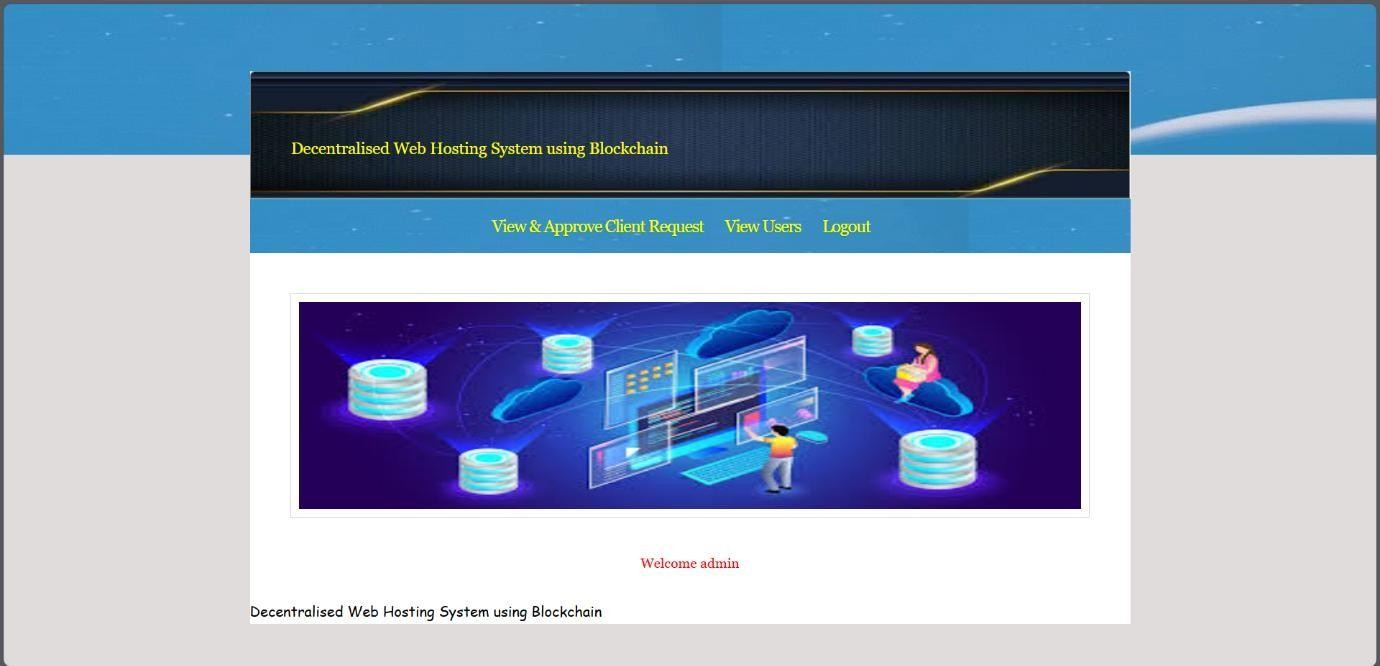 Decentralised Web Hosting System using Blockchain
View & Approve Client Request View Users Logout
Welcome admin
Decentralised Web Hosting System using Blockchain